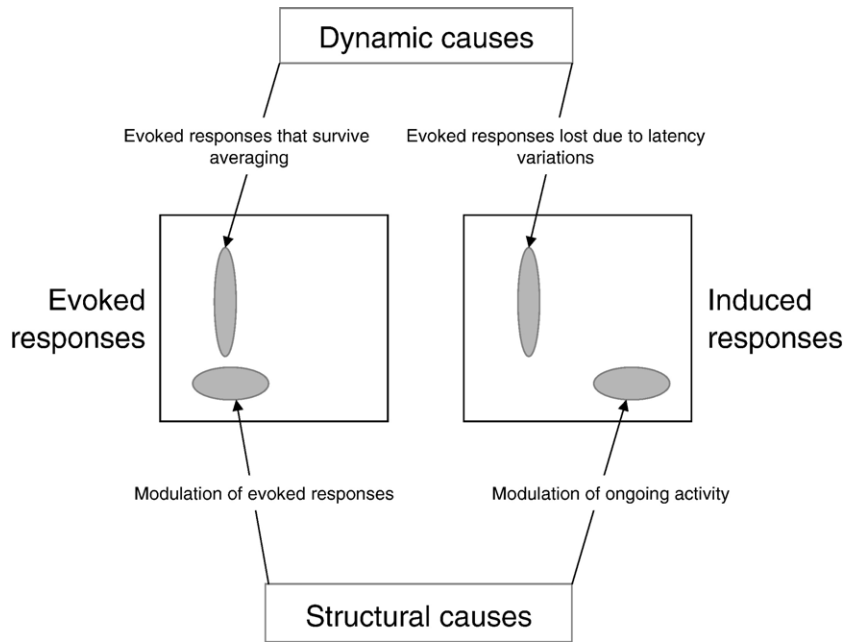 Dynamic causes
Evoked responses that survive
averaging
Evoked responses lost due to latency
variations
Evoked
responses
Induced
responses
Modulation of evoked responses
Modulation of ongoing activity
Structural causes